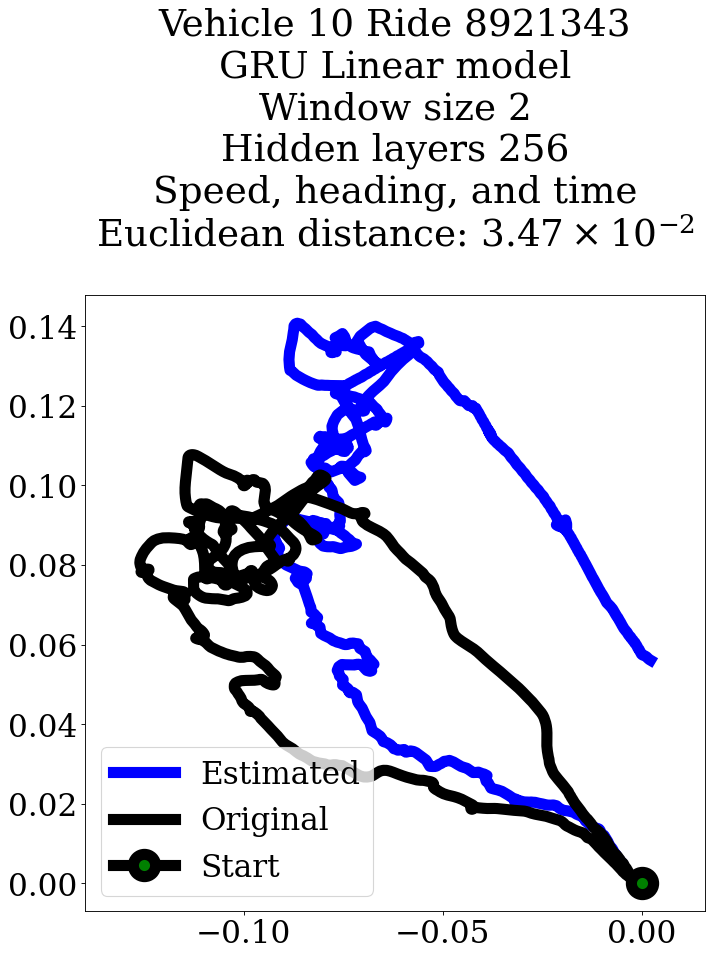 Vehicle 10 Ride 8921343
GRU Linear model
Window size 2
Hidden layers 256
Speed, heading, and time
Euclidean distance: 3.47 × 10⁻²
0.14
0.12
0.10
0.08
0.06
0.04
0.02
0.00
Estimated
Original
Start
−0.10
−0.05
0.00